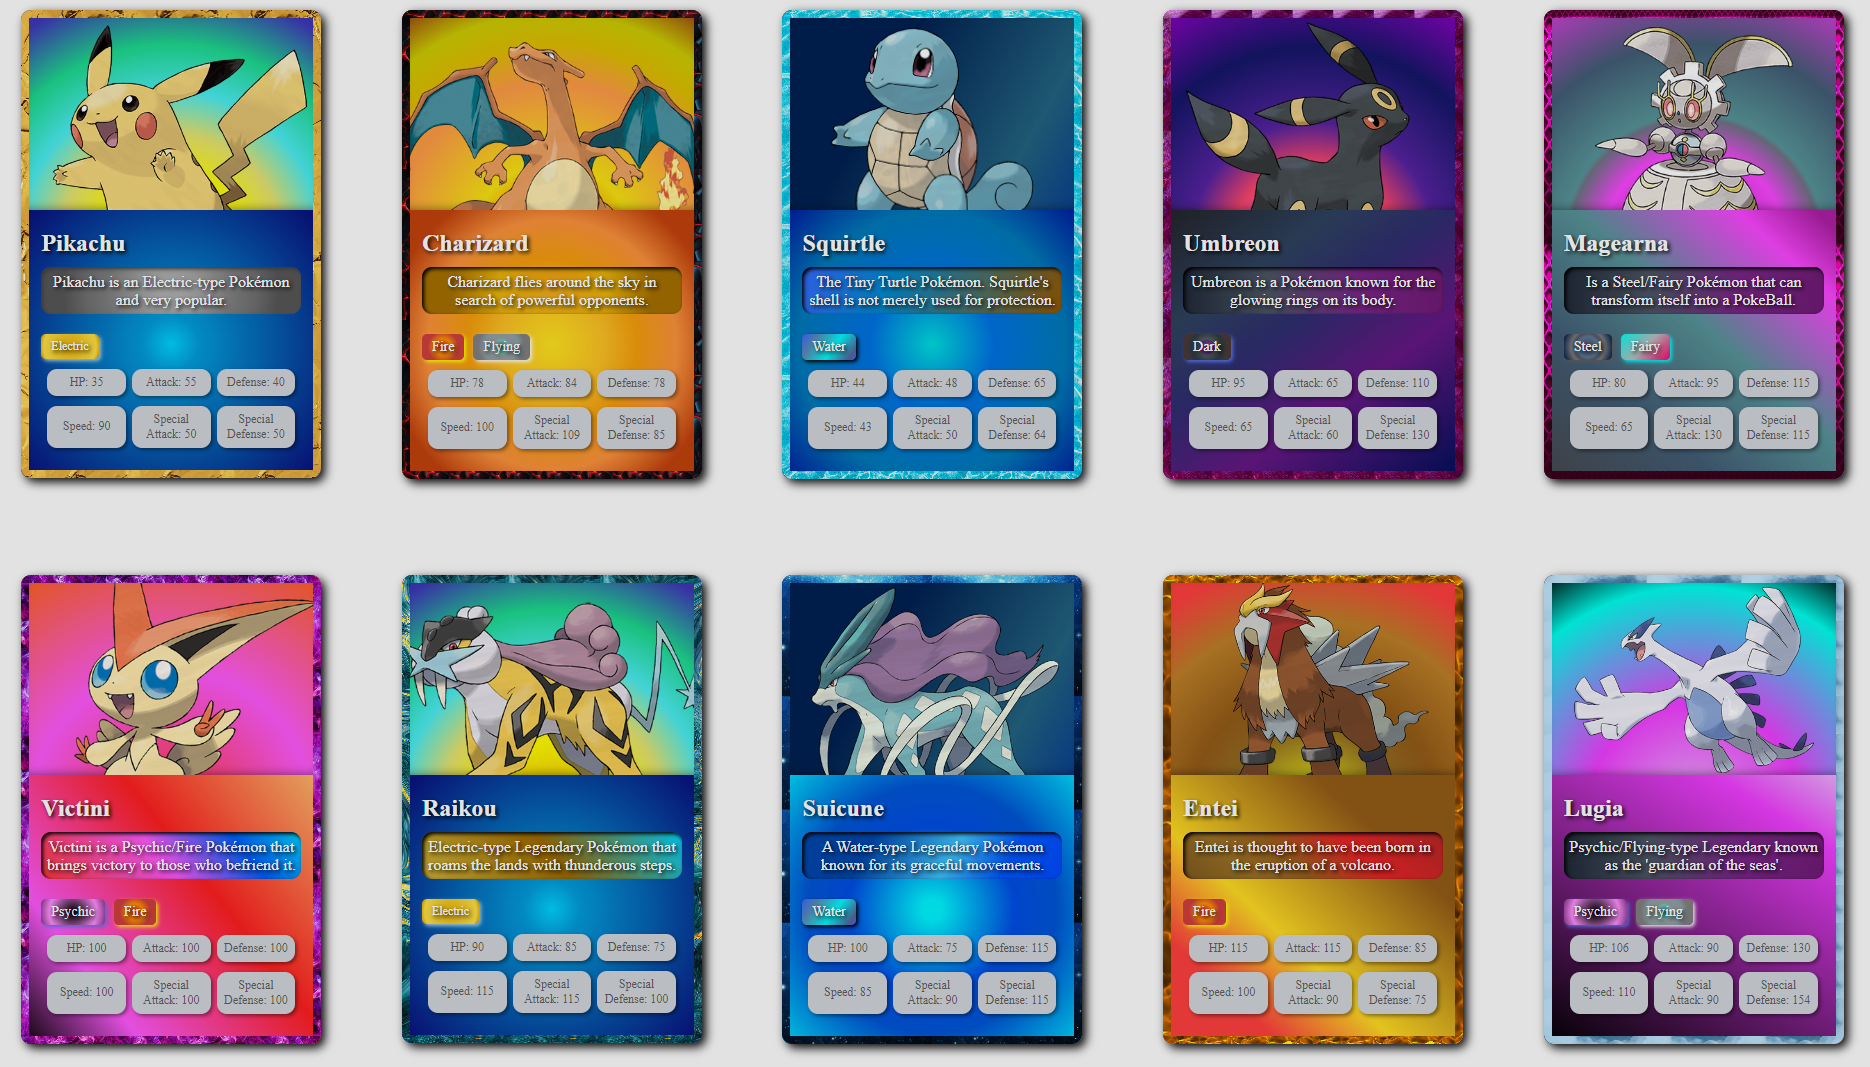 Pikachu
Pikachu is an Electric-type Pokémon
and very popular.
Electric
HP: 35
Attack: 55
Defense: 40
Speed: 90
Special
Attack: 50
Special
Defense: 50
Charizard
Charizard flies around the sky in
search of powerful opponents.
Fire
Flying
HP: 78
Attack: 84
Defense: 78
Speed: 100
Special
Attack: 109
Special
Defense: 85
Squirtle
The Tiny Turtle Pokémon. Squirtle's
shell is not merely used for protection.
Water
HP: 44
Attack: 48
Defense: 65
Speed: 43
Special
Attack: 50
Special
Defense: 64
Umbreon
Umbreon is a Pokémon known for the
glowing rings on its body.
Dark
HP: 95
Attack: 65
Defense: 110
Speed: 65
Special
Attack: 60
Special
Defense: 130
Magearna
Is a Steel/Fairy Pokémon that can
transform itself into a PokeBall.
Steel
Fairy
HP: 80
Attack: 95
Defense: 115
Speed: 65
Special
Attack: 130
Special
Defense: 115
Victini
Victini is a Psychic/Fire Pokémon that
brings victory to those who befriend it.
Psychic
Fire
HP: 100
Attack: 100
Defense: 100
Speed: 100
Special
Attack: 100
Special
Defense: 100
Raikou
Electric-type Legendary Pokémon that
roams the lands with thunderous steps.
Electric
HP: 90
Attack: 85
Defense: 75
Speed: 115
Special
Attack: 115
Special
Defense: 100
Suicune
A Water-type Legendary Pokémon
known for its graceful movements.
Water
HP: 100
Attack: 75
Defense: 115
Speed: 85
Special
Attack: 90
Special
Defense: 115
Entei
Entei is thought to have been born in
the eruption of a volcano.
Fire
HP: 115
Attack: 115
Defense: 85
Speed: 100
Special
Attack: 90
Special
Defense: 75
Lugia
Psychic/Flying-type Legendary known
as the 'guardian of the seas'.
Psychic
Flying
HP: 106
Attack: 90
Defense: 130
Speed: 110
Special
Attack: 90
Special
Defense: 154